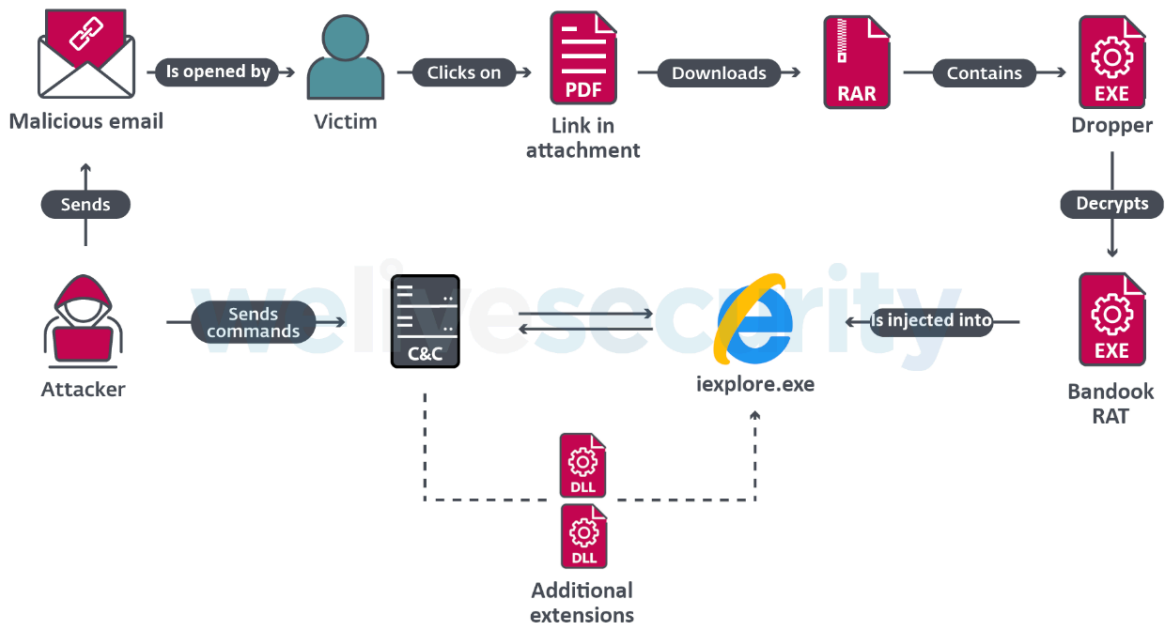 Is opened by
Clicks on
PDF
Downloads
RAR
Contains
EXE
Malicious email
Victim
Link in
attachment
Dropper
Sends
Decrypts
welivesecurity
Sends
commands
C&C
Is injected into
EXE
Attacker
iexplore.exe
Bandook
RAT
DLL
DLL
Additional
extensions